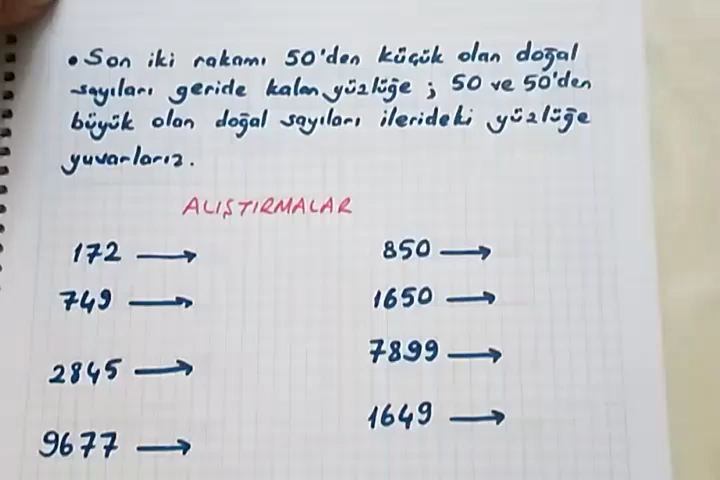 • Son iki rakamı 50'den küçük olan doğal
sayıları geride kalan yüzlüğe ; 50 ve 50'den
büyük olan doğal sayıları ilerideki yüzlüğe
yuvarlarız.
ALIŞTIRMALAR
172 → 850 →
749 → 1650 →
2845 → 7899 →
9677 → 1649 →